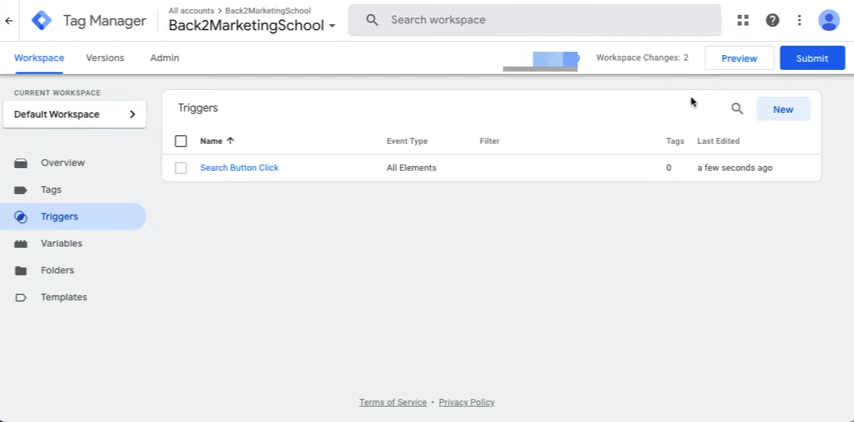 All accounts > Back2MarketingSchool
Tag Manager
Back2MarketingSchool
Search workspace
Workspace Versions Admin
Workspace Changes: 2
Preview
Submit
CURRENT WORKSPACE
Default Workspace
Overview
Tags
Triggers
Variables
Folders
Templates
Triggers
New
Name Event Type Filter Tags Last Edited
Search Button Click All Elements 0 a few seconds ago
Terms of Service · Privacy Policy